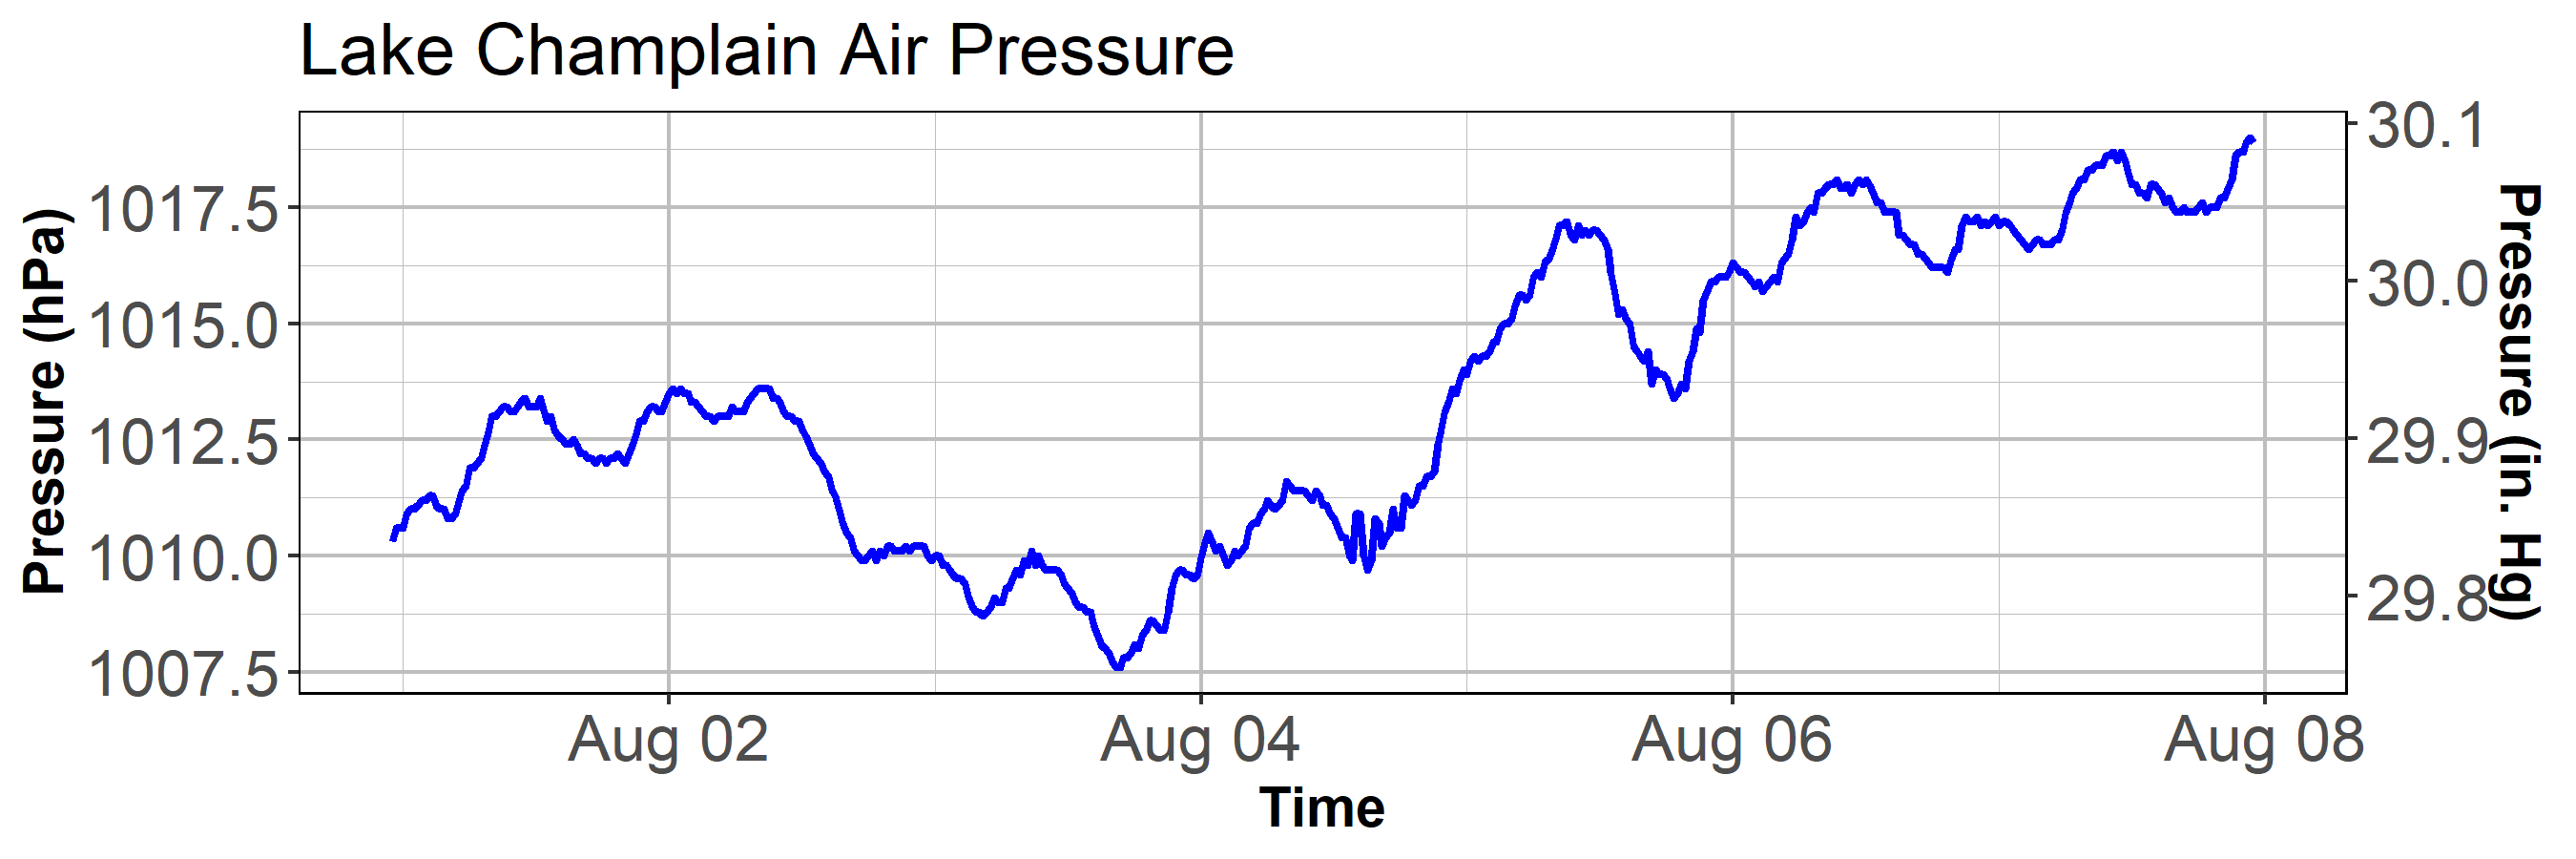 Lake Champlain Air Pressure
Pressure (hPa)
1017.5
1015.0
1012.5
1010.0
1007.5
30.1
30.0
29.9
29.8
Pressure (in. Hg)
Aug 02
Aug 04
Aug 06
Aug 08
Time